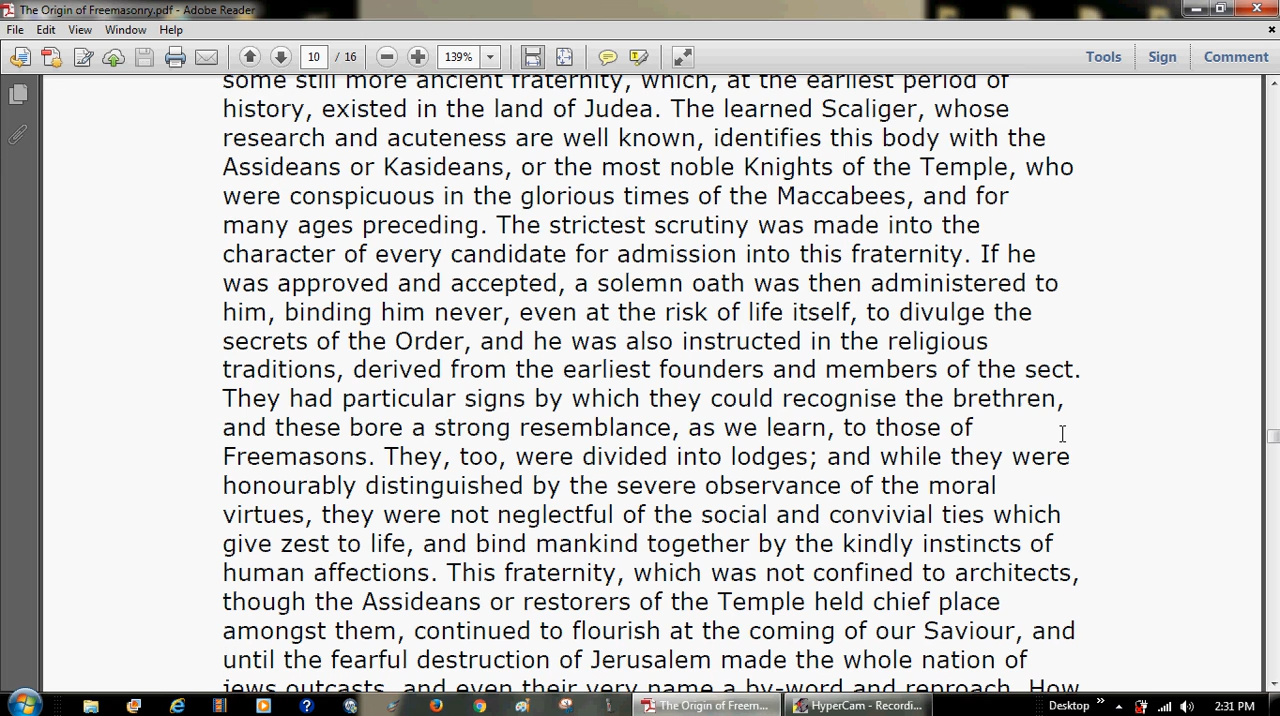 The Origin of Freemasonry.pdf - Adobe Reader
File Edit View Window Help
10 / 16 139% Tools Sign Comment
some still more ancient fraternity, which, at the earliest period of
history, existed in the land of Judea. The learned Scaliger, whose
research and acuteness are well known, identifies this body with the
Assideans or Kasideans, or the most noble Knights of the Temple, who
were conspicuous in the glorious times of the Maccabees, and for
many ages preceding. The strictest scrutiny was made into the
character of every candidate for admission into this fraternity. If he
was approved and accepted, a solemn oath was then administered to
him, binding him never, even at the risk of life itself, to divulge the
secrets of the Order, and he was also instructed in the religious
traditions, derived from the earliest founders and members of the sect.
They had particular signs by which they could recognise the brethren,
and these bore a strong resemblance, as we learn, to those of
Freemasons. They, too, were divided into lodges; and while they were
honourably distinguished by the severe observance of the moral
virtues, they were not neglectful of the social and convivial ties which
give zest to life, and bind mankind together by the kindly instincts of
human affections. This fraternity, which was not confined to architects,
though the Assideans or restorers of the Temple held chief place
amongst them, continued to flourish at the coming of our Saviour, and
until the fearful destruction of Jerusalem made the whole nation of
jews outcasts, and even their very name a by-word and reproach. How
The Origin of Freem... HyperCam - Recordi... Desktop 2:31 PM